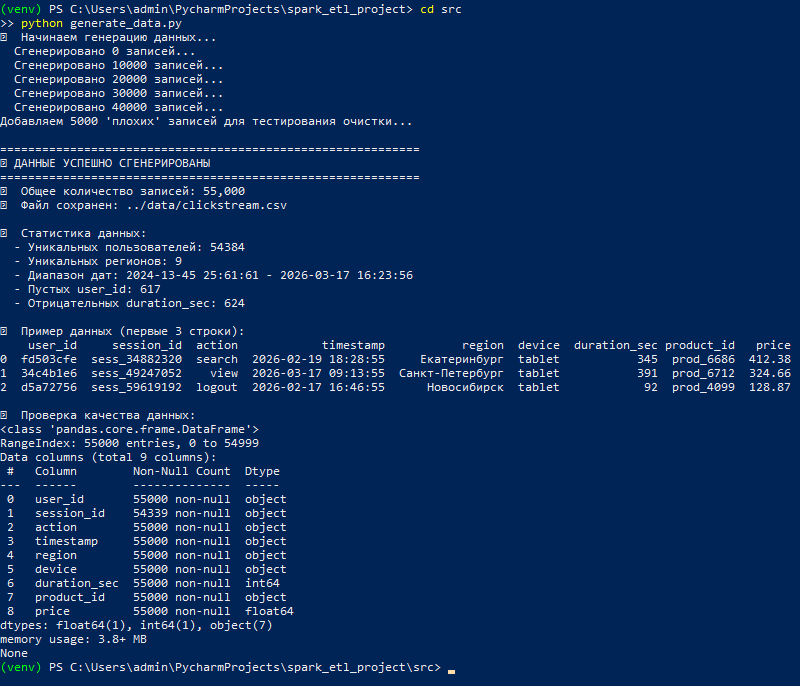 (venv) PS C:\Users\admin\PycharmProjects\spark_etl_project> cd src
>> python generate_data.py
Начинаем генерацию данных...
Сгенерировано 0 записей...
Сгенерировано 10000 записей...
Сгенерировано 20000 записей...
Сгенерировано 30000 записей...
Сгенерировано 40000 записей...
Добавляем 5000 'плохих' записей для тестирования очистки...
============================================================
ДАННЫЕ УСПЕШНО СГЕНЕРИРОВАНЫ
============================================================
Общее количество записей: 55,000
Файл сохранен: ../data/clickstream.csv
Статистика данных:
- Уникальных пользователей: 54384
- Уникальных регионов: 9
- Диапазон дат: 2024-13-45 25:61:61 - 2026-03-17 16:23:56
- Пустых user_id: 617
- Отрицательных duration_sec: 624
Пример данных (первые 3 строки):
user_id session_id action timestamp region device duration_sec product_id price
0 fd503cfe sess_34882320 search 2026-02-19 18:28:55 Екатеринбург tablet 345 prod_6686 412.38
1 34c4b1e6 sess_49247052 view 2026-03-17 09:13:55 Санкт-Петербург tablet 391 prod_6712 324.66
2 d5a72756 sess_59619192 logout 2026-02-17 16:46:55 Новосибирск tablet 92 prod_4099 128.87
Проверка качества данных:
<class 'pandas.core.frame.DataFrame'>
RangeIndex: 55000 entries, 0 to 54999
Data columns (total 9 columns):
# Column Non-Null Count Dtype
--- ------ -------------- -----
0 user_id 55000 non-null object
1 session_id 54339 non-null object
2 action 55000 non-null object
3 timestamp 55000 non-null object
4 region 55000 non-null object
5 device 55000 non-null object
6 duration_sec 55000 non-null int64
7 product_id 55000 non-null object
8 price 55000 non-null float64
dtypes: float64(1), int64(1), object(7)
memory usage: 3.8+ MB
None
(venv) PS C:\Users\admin\PycharmProjects\spark_etl_project\src>